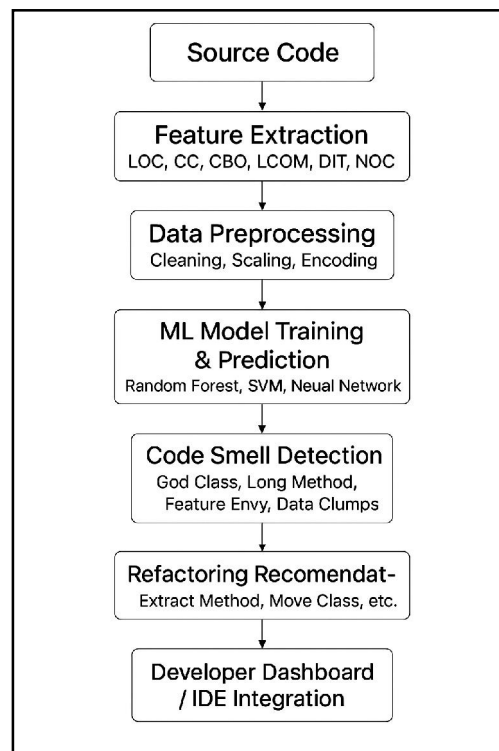 Source Code
Feature Extraction
LOC, CC, CBO, LCOM, DIT, NOC
Data Preprocessing
Cleaning, Scaling, Encoding
ML Model Training
& Prediction
Random Forest, SVM, Neual Network
Code Smell Detection
God Class, Long Method,
Feature Envy, Data Clumps
Refactoring Recomendat-
Extract Method, Move Class, etc.
Developer Dashboard
/ IDE Integration